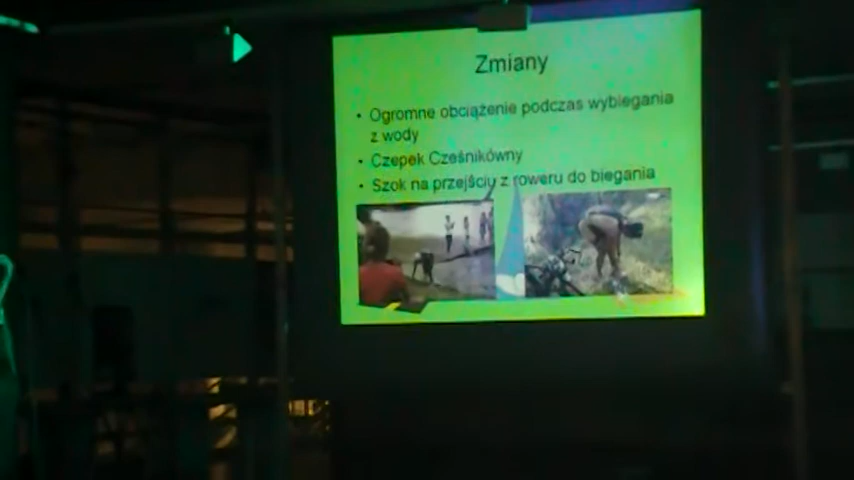 Zmiany
• Ogromne obciążenie podczas wybiegania
z wody
• Czepek Cześnikówny
• Szok na przejściu z roweru do biegania